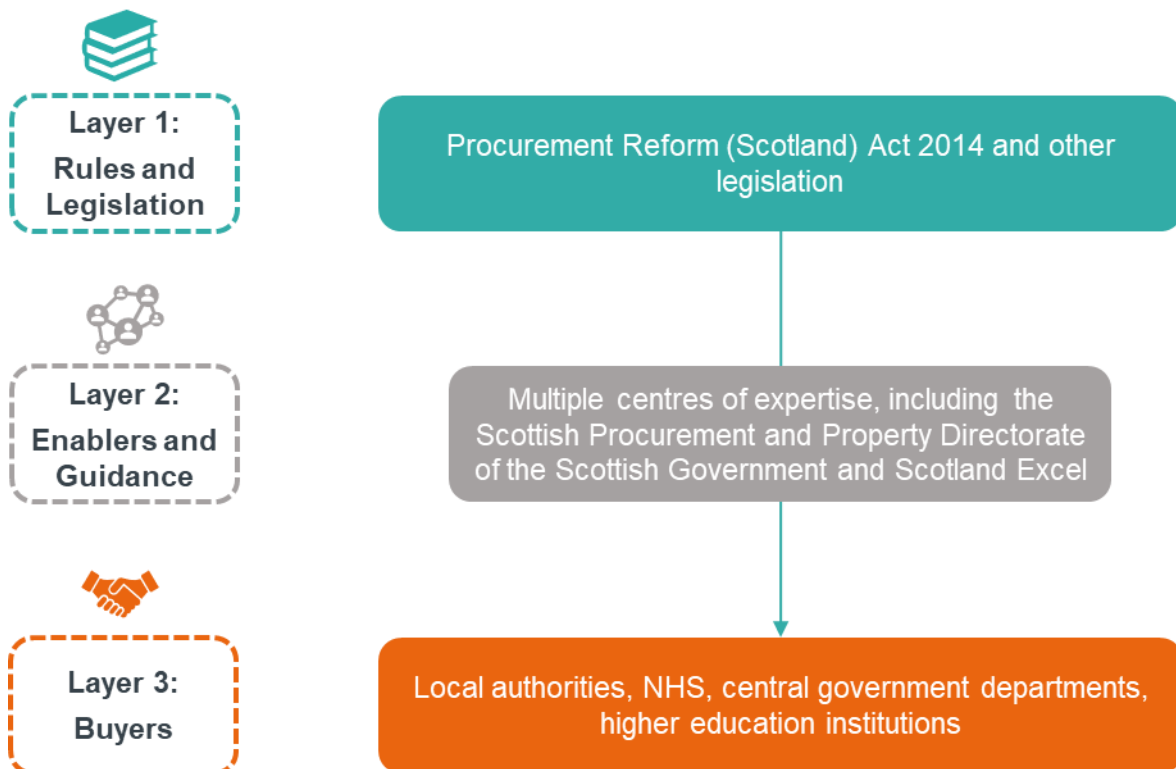 Layer 1:
Rules and
Legislation
Procurement Reform (Scotland) Act 2014 and other
legislation
Layer 2:
Enablers and
Guidance
Multiple centres of expertise, including the
Scottish Procurement and Property Directorate
of the Scottish Government and Scotland Excel
Layer 3:
Buyers
Local authorities, NHS, central government departments,
higher education institutions